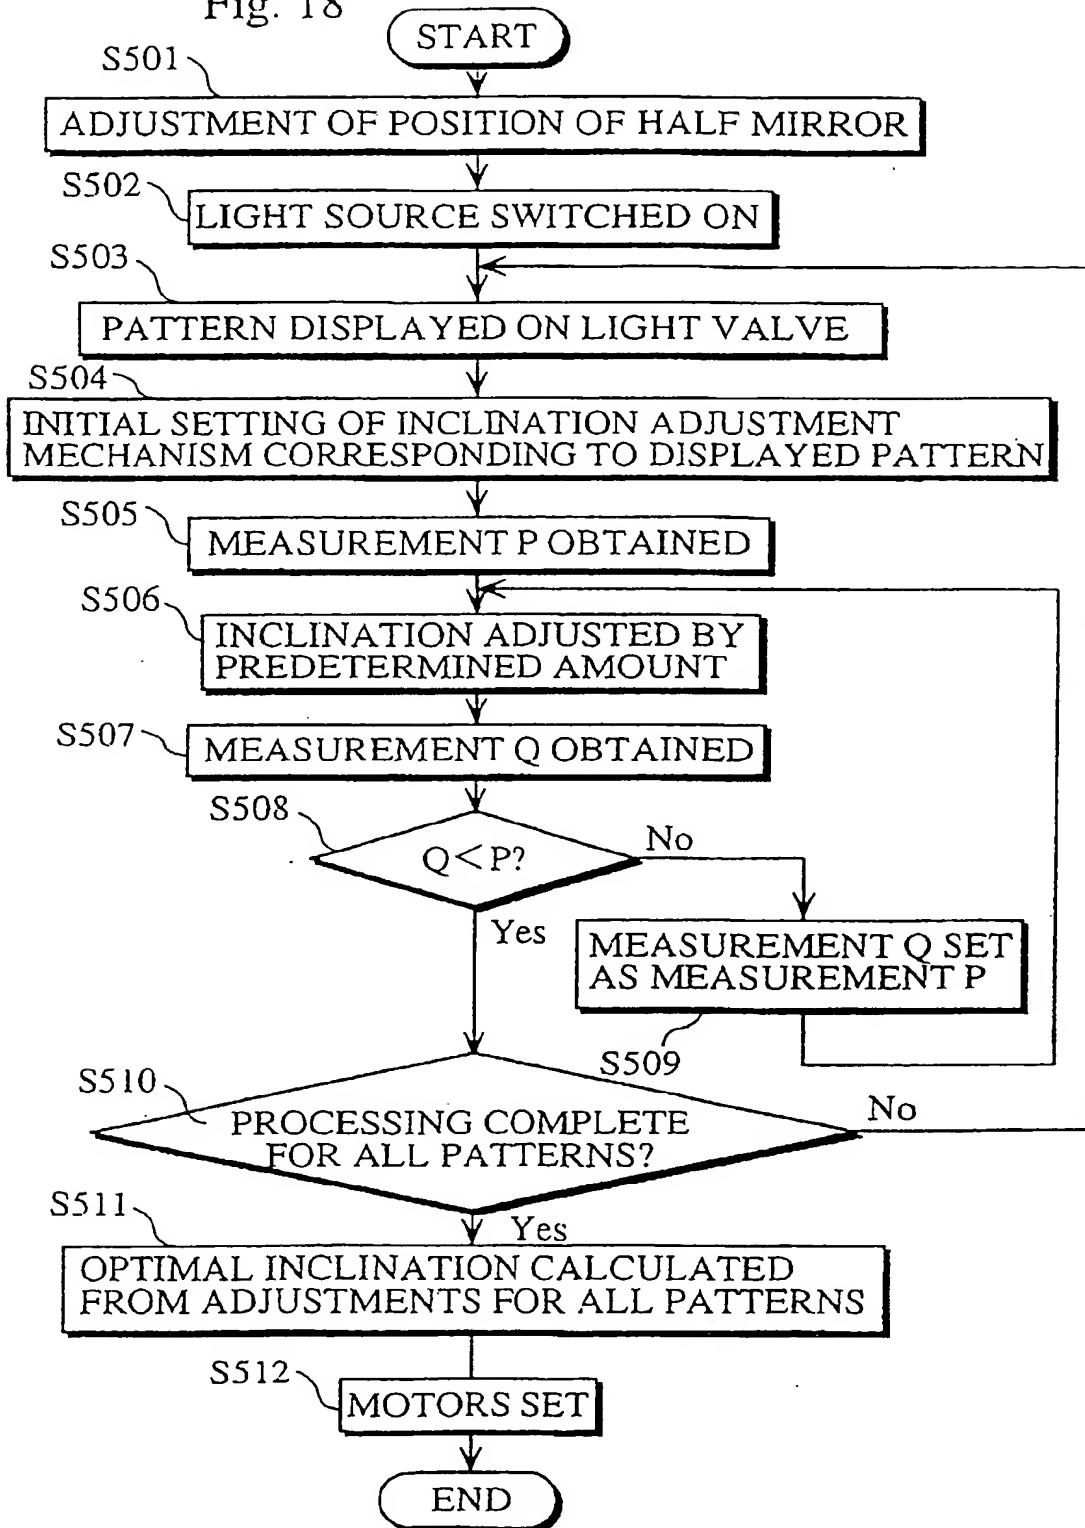 Fig. 18
START
S501
ADJUSTMENT OF POSITION OF HALF MIRROR
S502
LIGHT SOURCE SWITCHED ON
S503
PATTERN DISPLAYED ON LIGHT VALVE
S504
INITIAL SETTING OF INCLINATION ADJUSTMENT
MECHANISM CORRESPONDING TO DISPLAYED PATTERN
S505
MEASUREMENT P OBTAINED
S506
INCLINATION ADJUSTED BY
PREDETERMINED AMOUNT
S507
MEASUREMENT Q OBTAINED
S508
Q<P?
No
Yes
MEASUREMENT Q SET
AS MEASUREMENT P
S509
S510
PROCESSING COMPLETE
FOR ALL PATTERNS?
No
Yes
S511
OPTIMAL INCLINATION CALCULATED
FROM ADJUSTMENTS FOR ALL PATTERNS
S512
MOTORS SET
END